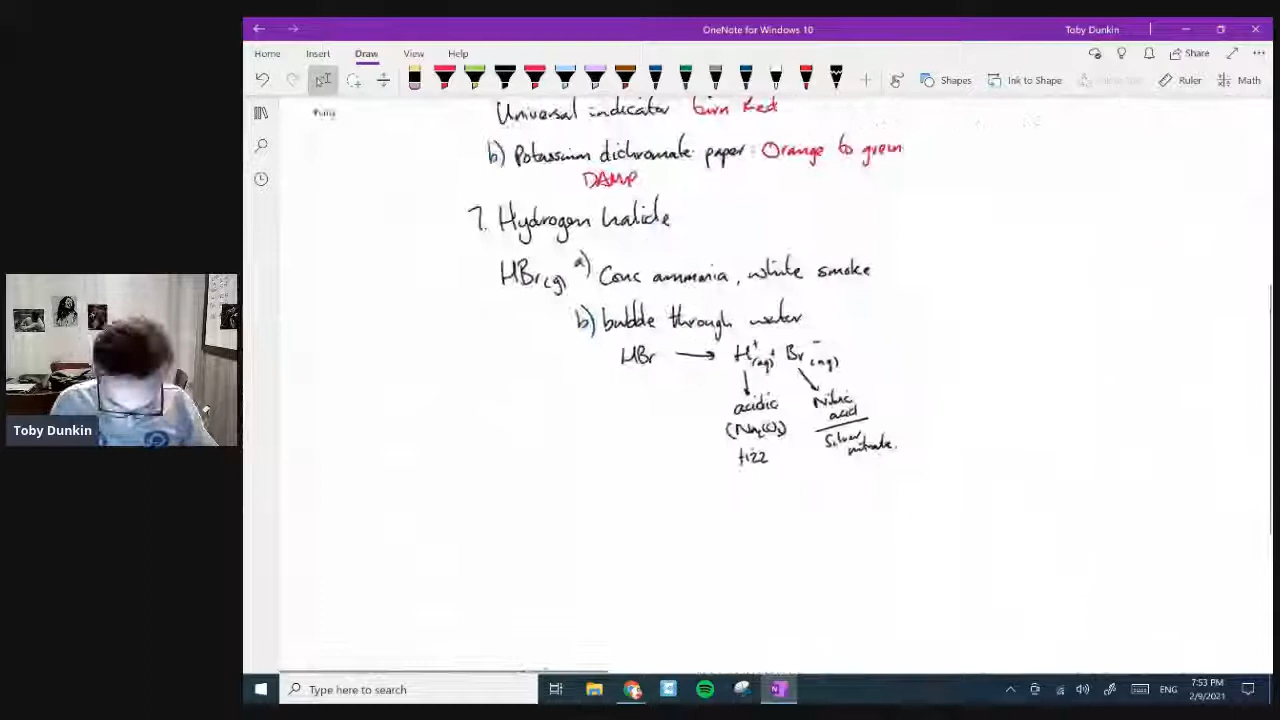 OneNote for Windows 10
Toby Dunkin
Home Insert Draw View Help
Share
Shapes Ink to Shape Ruler Math
Universal indicator turn Red
b) Potassium dichromate paper Orange to green
DAMP
7. Hydrogen halide
HBr(g) a) Conc ammonia, white smoke
b) bubble through water
HBr → H+(aq) + Br-(aq)
acidic Nitric
acid
(Na2CO3) Silver
nitrate.
fizz
Toby Dunkin
Type here to search
ENG
7:53 PM
2/9/2021